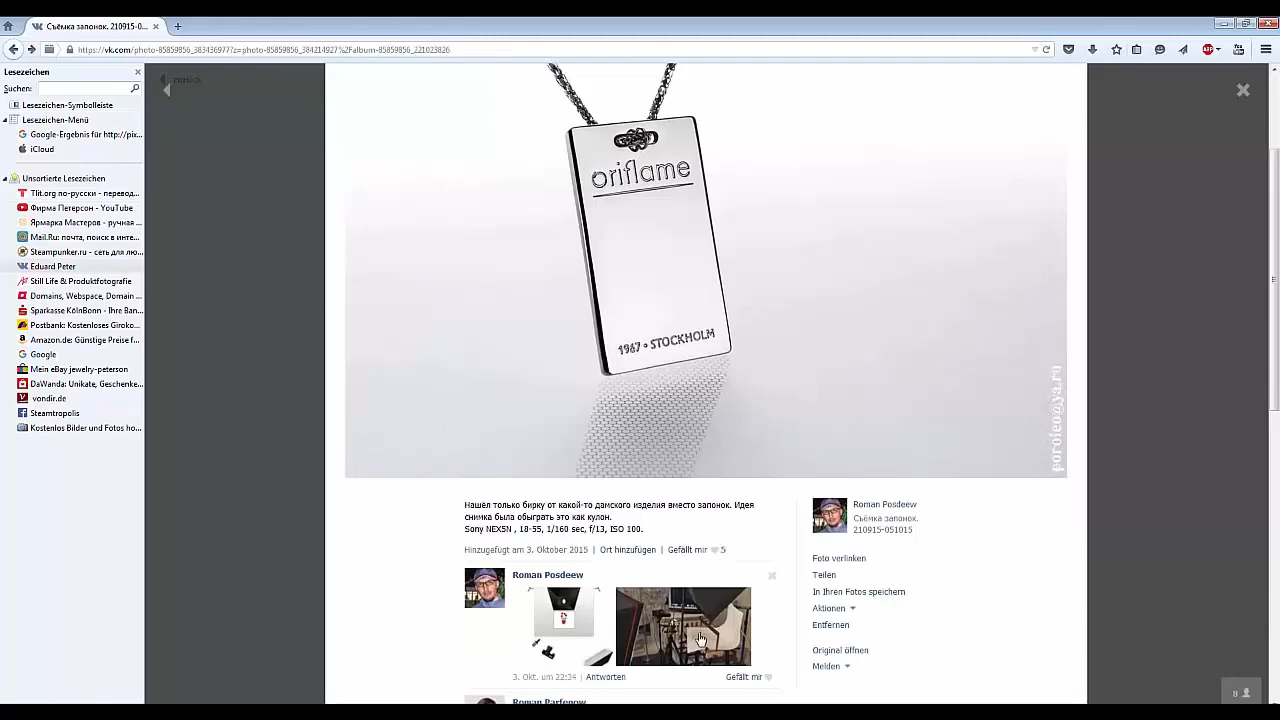 Съёмка запонок. 210915-0...
https://vk.com/photo-85859856_383436977?z=photo-85859856_384214927%2Falbum-85859856_221023826
Lesezeichen
Suchen:
Lesezeichen-Symbolleiste
Lesezeichen-Menü
Google-Ergebnis für http://pix...
iCloud
Unsortierte Lesezeichen
Tlit.org по-русски - перевод...
Фирма Петерсон - YouTube
Ярмарка Мастеров - ручная ...
Mail.Ru: почта, поиск в инте...
Steampunker.ru - сеть для лю...
Eduard Peter
Still Life & Produktfotografie
Domains, Webspace, Domain ...
Sparkasse KölnBonn - Ihre Ban...
Postbank: Kostenloses Giroko...
Amazon.de: Günstige Preise f...
Google
Mein eBay jewelry-peterson
DaWanda: Unikate, Geschenke...
vondir.de
Steamtropolis
Kostenlos Bilder und Fotos ho...
zurück
oriflame
1967 • STOCKHOLM
poroleo@ya.ru
Нашёл только бирку от какой-то дамского изделия вместо запонок. Идея
снимка была обыграть это как кулон.
Sony NEX5N , 18-55, 1/160 sec, f/13, ISO 100.
Hinzugefügt am 3. Oktober 2015 | Ort hinzufügen | Gefällt mir 5
Roman Posdeew
3. Okt. um 22:34 | Antworten
Gefällt mir
Roman Parfenow
Roman Posdeew
Съёмка запонок.
210915-051015
Foto verlinken
Teilen
In Ihren Fotos speichern
Aktionen
Entfernen
Original öffnen
Melden
8